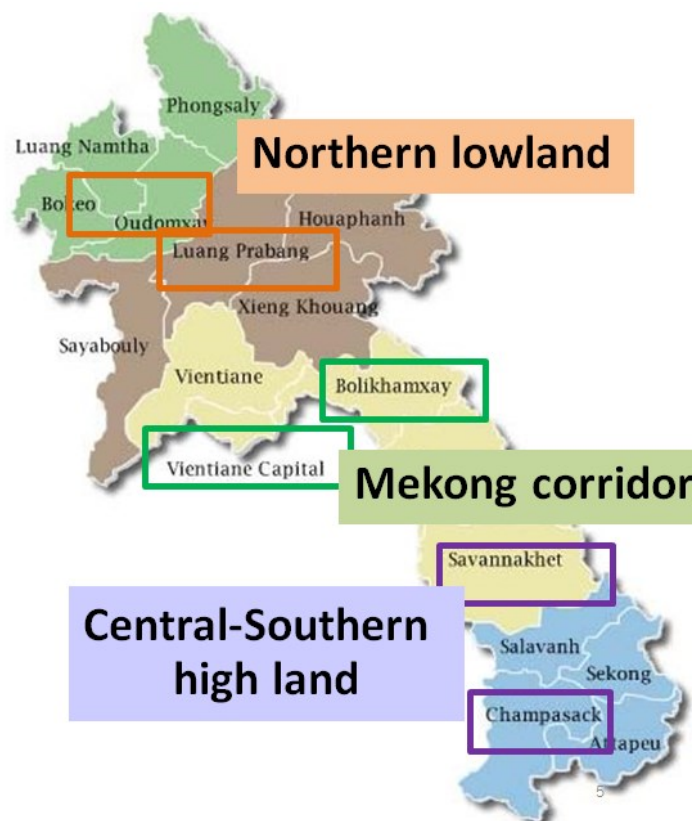 Phongsaly
Luang Namtha
Northern lowland
Bokeo
Oudomxay
Houaphanh
Luang Prabang
Xieng Khouang
Sayabouly
Vientiane
Bolikhamxay
Vientiane Capital
Mekong corridor
Savannakhet
Central-Southern
high land
Salavanh
Sekong
Champasack
Attapeu
5